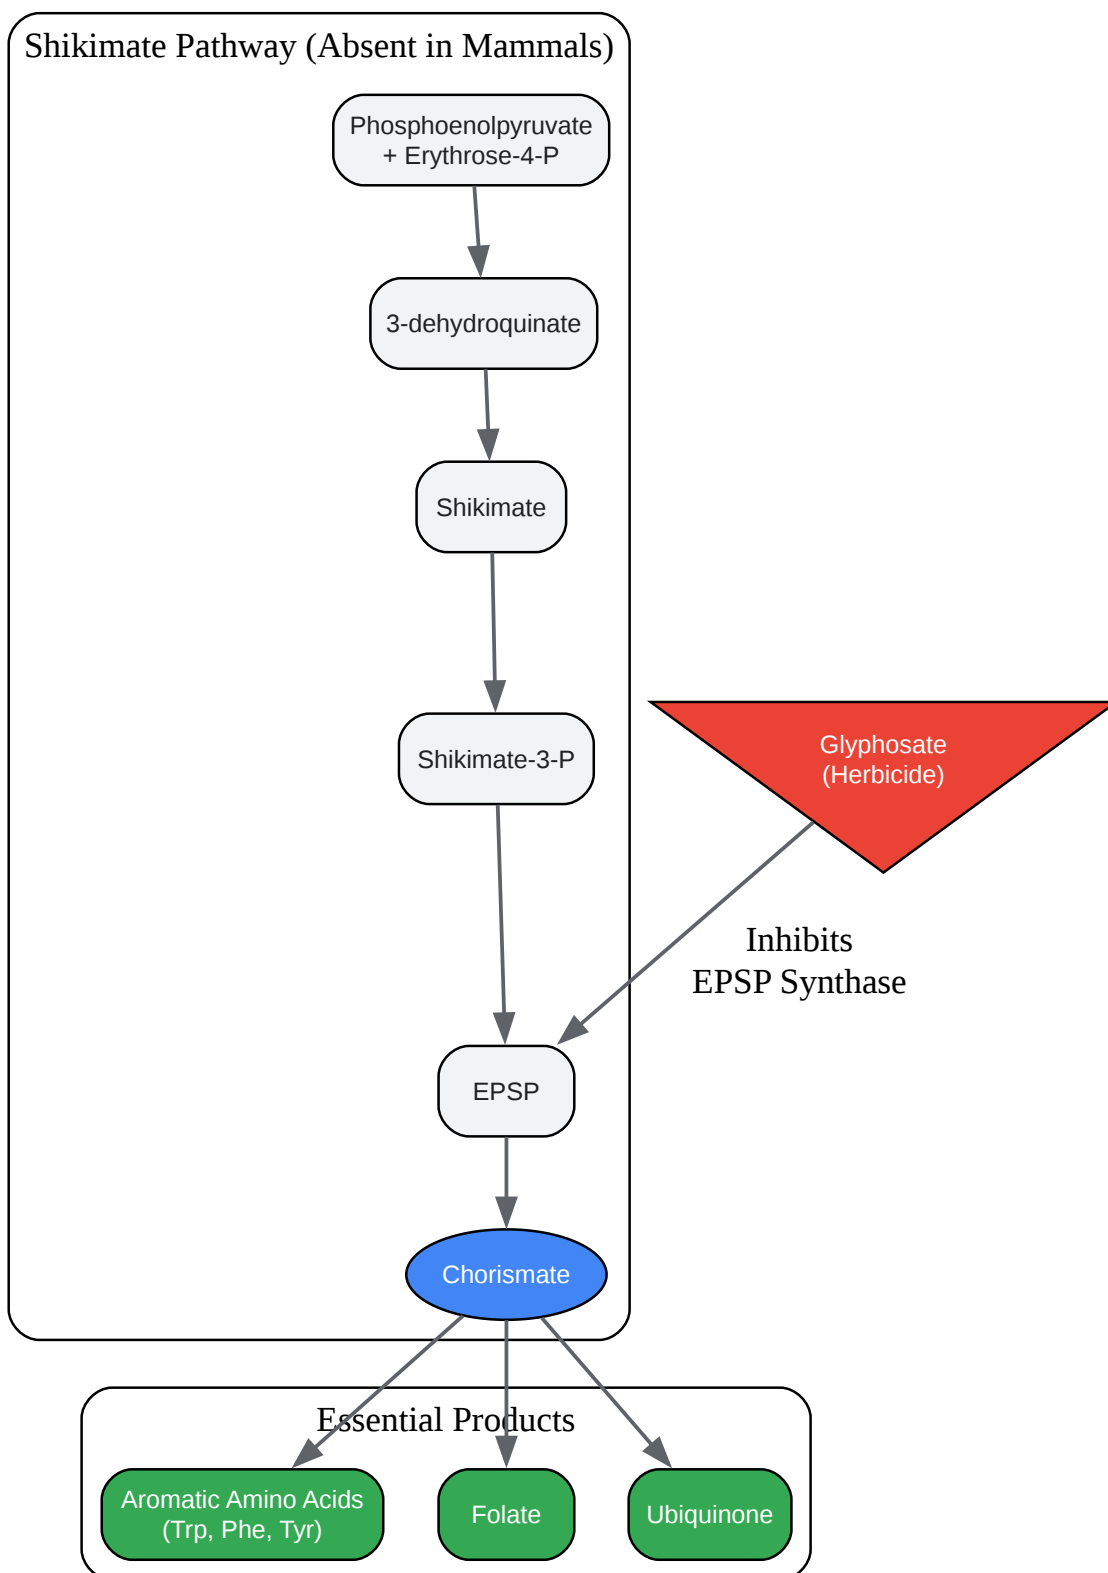 Shikimate Pathway (Absent in Mammals)
Phosphoenolpyruvate
+ Erythrose-4-P
3-dehydroquinate
Shikimate
Shikimate-3-P
Glyphosate
(Herbicide)
Inhibits
EPSP Synthase
EPSP
Chorismate
Essential Products
Aromatic Amino Acids
(Trp, Phe, Tyr)
Folate
Ubiquinone